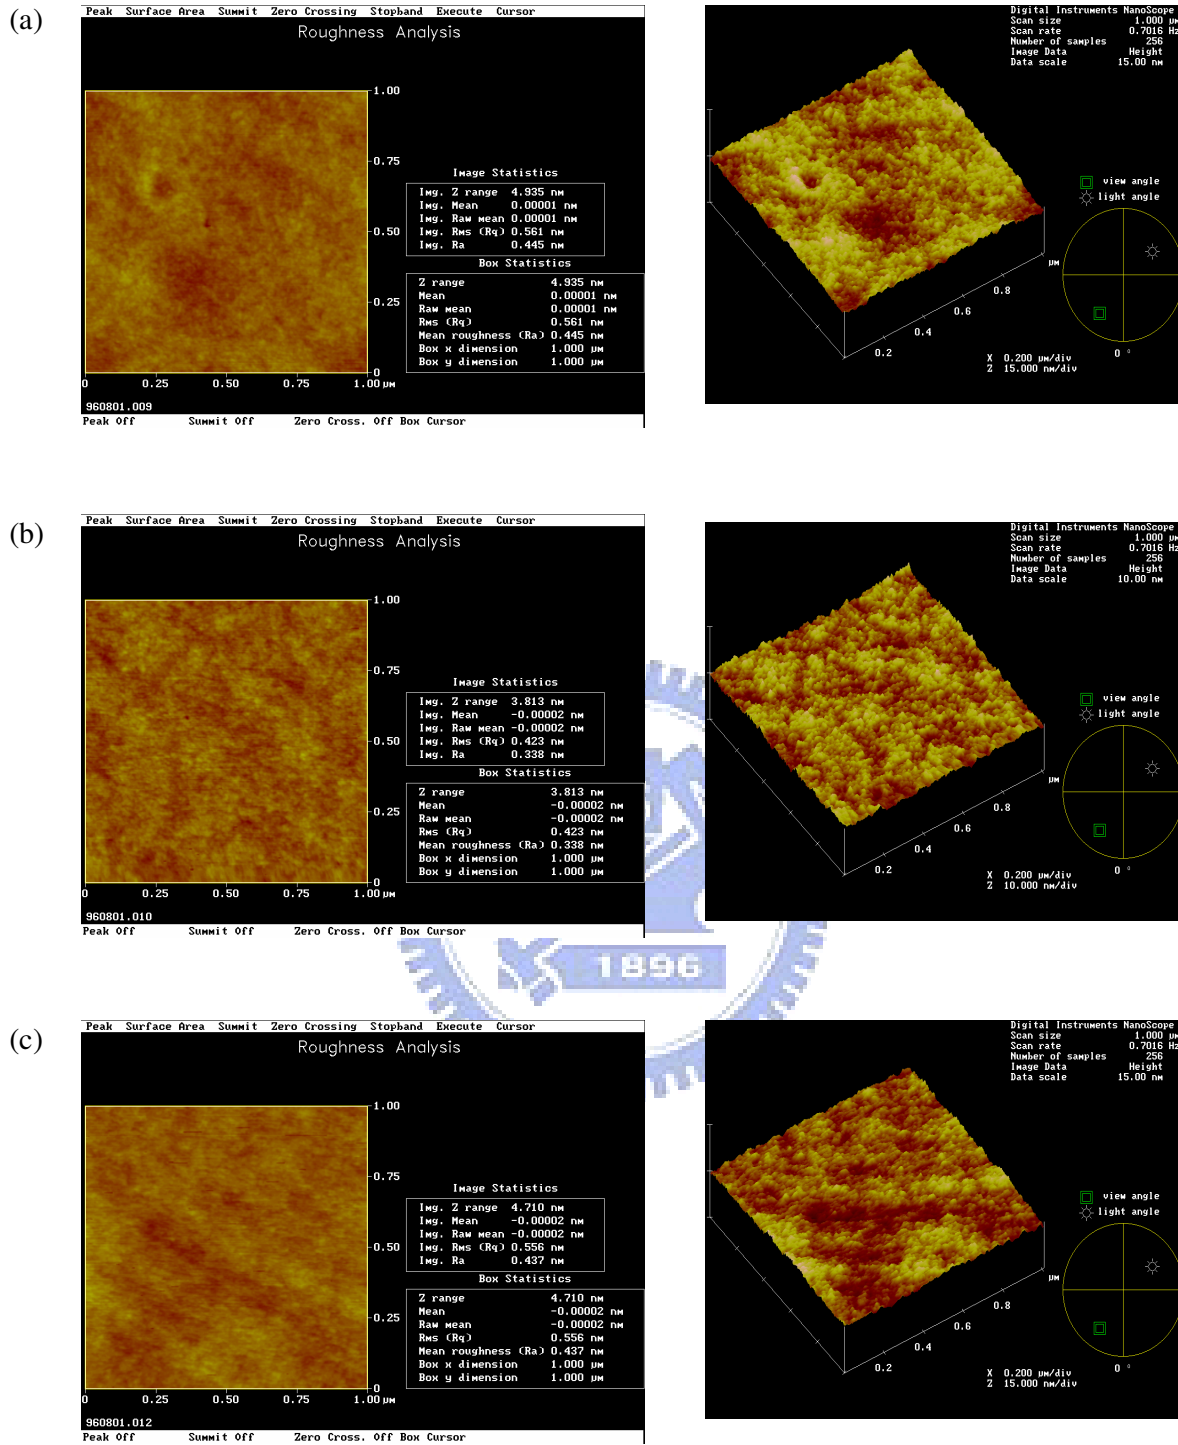 (a)
Peak Surface Area Summit Zero Crossing Stopband Execute Cursor
Roughness Analysis
1.00
0.75
0.50
0.25
0
0 0.25 0.50 0.75 1.00 μm
Image Statistics
Img. Z range 4.935 nm
Img. Mean 0.00001 nm
Img. Raw mean 0.00001 nm
Img. Rms (Rq) 0.561 nm
Img. Ra 0.445 nm
Box Statistics
Z range 4.935 nm
Mean 0.00001 nm
Raw mean 0.00001 nm
Rms (Rq) 0.561 nm
Mean roughness (Ra) 0.445 nm
Box x dimension 1.000 μm
Box y dimension 1.000 μm
960801.009
Peak Off Summit Off Zero Cross. Off Box Cursor
Digital Instruments NanoScope
Scan size 1.000 μm
Scan rate 0.7016 Hz
Number of samples 256
Image Data Height
Data scale 15.00 nm
view angle
light angle
μm
0.8
0.6
0.4
0.2
X 0.200 μm/div
Z 15.000 nm/div
0 °
(b)
Peak Surface Area Summit Zero Crossing Stopband Execute Cursor
Roughness Analysis
1.00
0.75
0.50
0.25
0
0 0.25 0.50 0.75 1.00 μm
Image Statistics
Img. Z range 3.813 nm
Img. Mean -0.00002 nm
Img. Raw mean -0.00002 nm
Img. Rms (Rq) 0.423 nm
Img. Ra 0.338 nm
Box Statistics
Z range 3.813 nm
Mean -0.00002 nm
Raw mean -0.00002 nm
Rms (Rq) 0.423 nm
Mean roughness (Ra) 0.338 nm
Box x dimension 1.000 μm
Box y dimension 1.000 μm
960801.010
Peak Off Summit Off Zero Cross. Off Box Cursor
Digital Instruments NanoScope
Scan size 1.000 μm
Scan rate 0.7016 Hz
Number of samples 256
Image Data Height
Data scale 10.00 nm
view angle
light angle
μm
0.8
0.6
0.4
0.2
X 0.200 μm/div
Z 10.000 nm/div
0 °
1896
(c)
Peak Surface Area Summit Zero Crossing Stopband Execute Cursor
Roughness Analysis
1.00
0.75
0.50
0.25
0
0 0.25 0.50 0.75 1.00 μm
Image Statistics
Img. Z range 4.710 nm
Img. Mean -0.00002 nm
Img. Raw mean -0.00002 nm
Img. Rms (Rq) 0.556 nm
Img. Ra 0.437 nm
Box Statistics
Z range 4.710 nm
Mean -0.00002 nm
Raw mean -0.00002 nm
Rms (Rq) 0.556 nm
Mean roughness (Ra) 0.437 nm
Box x dimension 1.000 μm
Box y dimension 1.000 μm
960801.012
Peak Off Summit Off Zero Cross. Off Box Cursor
Digital Instruments NanoScope
Scan size 1.000 μm
Scan rate 0.7016 Hz
Number of samples 256
Image Data Height
Data scale 15.00 nm
view angle
light angle
μm
0.8
0.6
0.4
0.2
X 0.200 μm/div
Z 15.000 nm/div
0 °